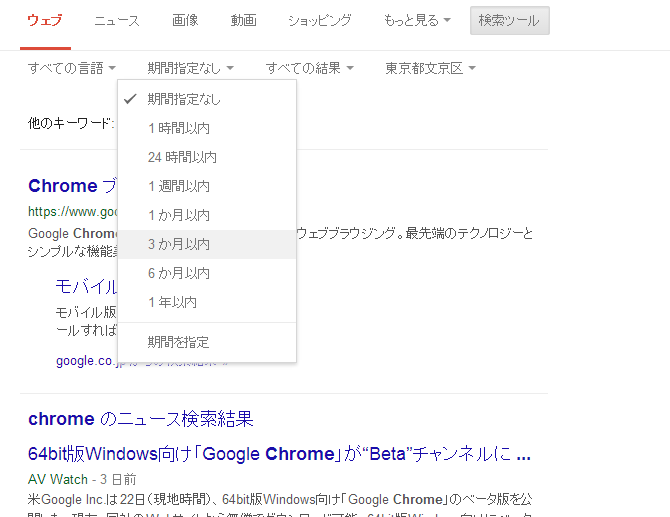 ウェブ ニュース 画像 動画 ショッピング もっと見る 検索ツール
すべての言語 期間指定なし すべての結果 東京都文京区
期間指定なし
1 時間以内
24 時間以内
1 週間以内
1 か月以内
3 か月以内
6 か月以内
1 年以内
期間を指定
他のキーワード:
Chrome ブ
https://www.goo
Google Chrom ウェブブラウジング。最先端のテクノロジーと
シンプルな機能
モバイル
モバイル版
ールすれば
google.co.jp からの検索結果
chrome のニュース検索結果
64bit版Windows向け「Google Chrome」が“Beta”チャンネルに ...
AV Watch - 3 日前
米Google Inc.は22日(現地時間)、64bit版Windows向け「Google Chrome」のベータ版を公